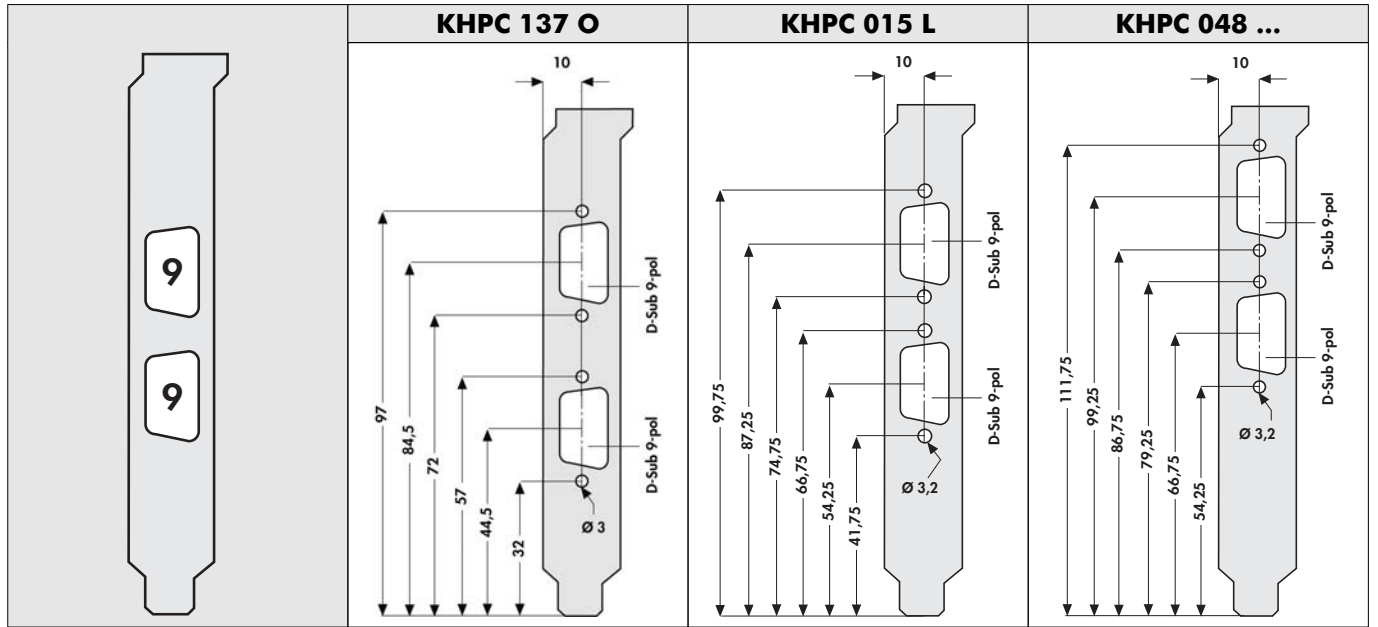 KHPC 137 O
KHPC 015 L
KHPC 048 ...
9
9
10
97
84,5
72
57
44,5
32
Ø 3
D-Sub 9-pol
D-Sub 9-pol
10
99,75
87,25
74,75
66,75
54,25
41,75
Ø 3,2
D-Sub 9-pol
D-Sub 9-pol
10
111,75
99,25
86,75
79,25
66,75
54,25
Ø 3,2
D-Sub 9-pol
D-Sub 9-pol